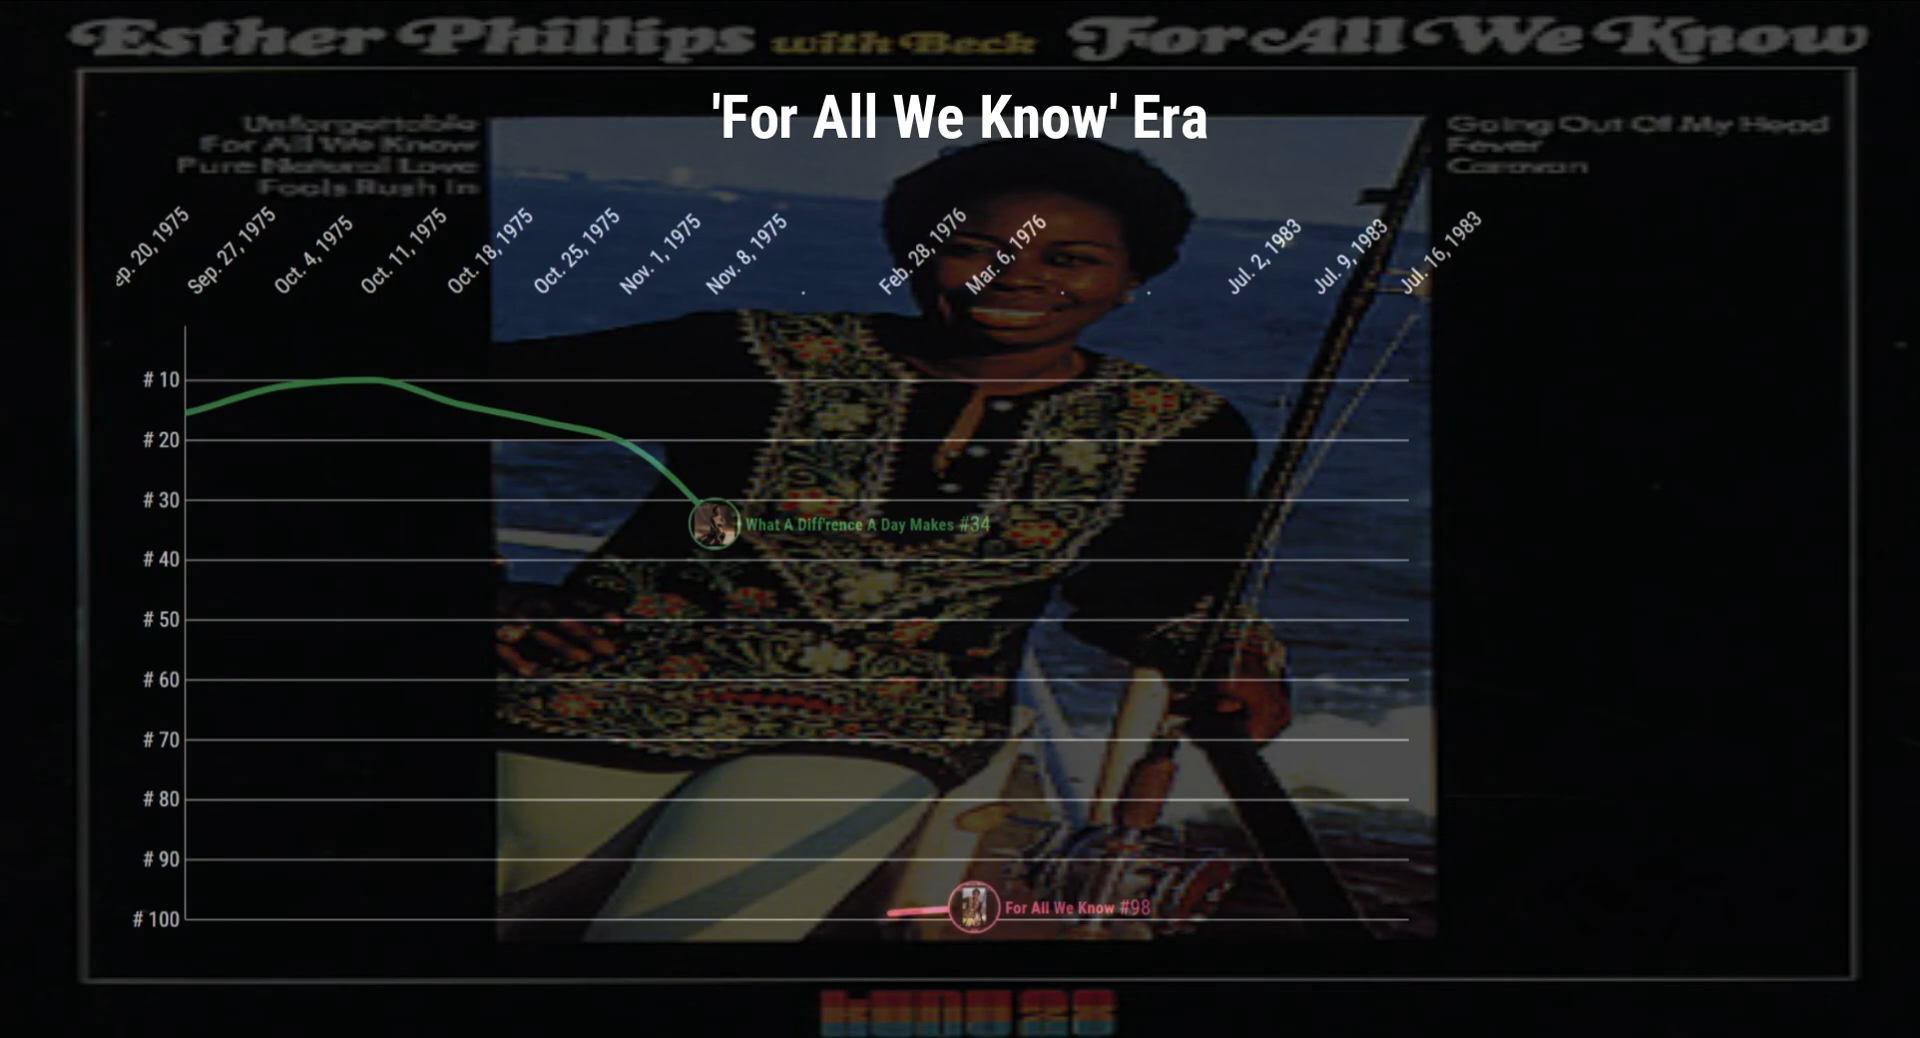 Esther Phillips with Beck For All We Know
'For All We Know' Era
Unforgettable
For All We Know
Pure Natural Love
Fools Rush In
Going Out Of My Head
Fever
Caravan
ep. 20, 1975
Sep. 27, 1975
Oct. 4, 1975
Oct. 11, 1975
Oct. 18, 1975
Oct. 25, 1975
Nov. 1, 1975
Nov. 8, 1975
.
Feb. 28, 1976
Mar. 6, 1976
.
.
Jul. 2, 1983
Jul. 9, 1983
Jul. 16, 1983
# 10
# 20
# 30
What A Diff'rence A Day Makes #34
# 40
# 50
# 60
# 70
# 80
# 90
For All We Know #98
# 100